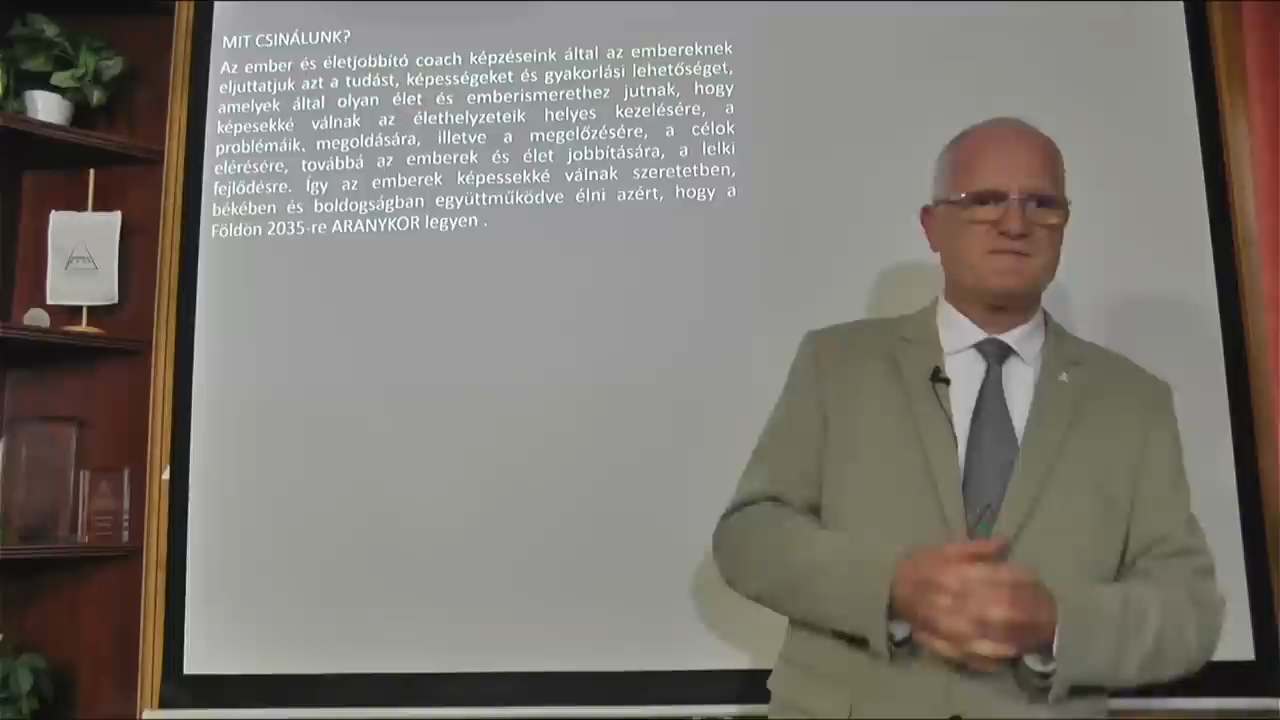 MIT CSINÁLUNK?
Az ember és életjobbító coach képzéseink által az embereknek
eljuttatjuk azt a tudást, képességeket és gyakorlási lehetőséget,
amelyek által olyan élet és emberismerethez jutnak, hogy
képesekké válnak az élethelyzeteik helyes kezelésére, a
problémáik, megoldására, illetve a megelőzésére, a célok
elérésére, továbbá az emberek és élet jobbítására, a lelki
fejlődésre. Így az emberek képessekké válnak szeretetben,
békében és boldogságban együttműködve élni azért, hogy a
Földön 2035-re ARANYKOR legyen .